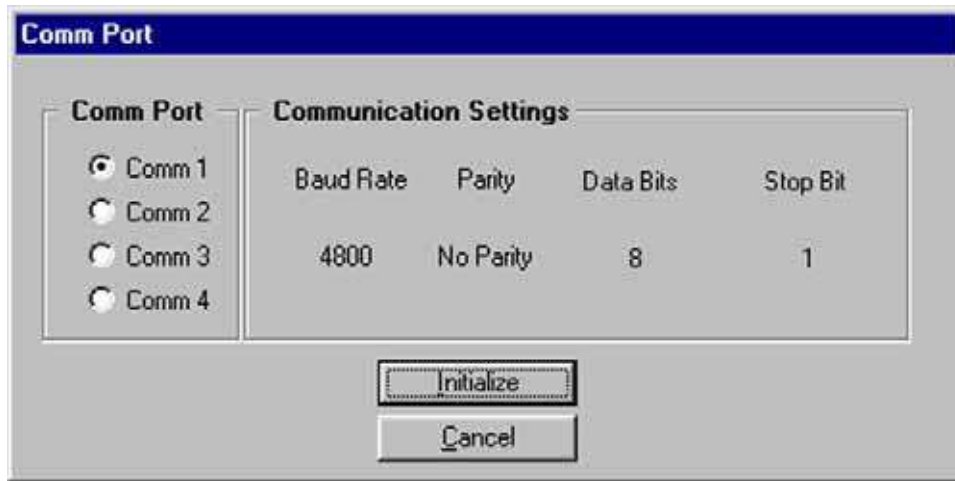 Comm Port
Comm Port
Comm 1
Comm 2
Comm 3
Comm 4
Communication Settings
Baud Rate Parity Data Bits Stop Bit
4800 No Parity 8 1
Initialize
Cancel